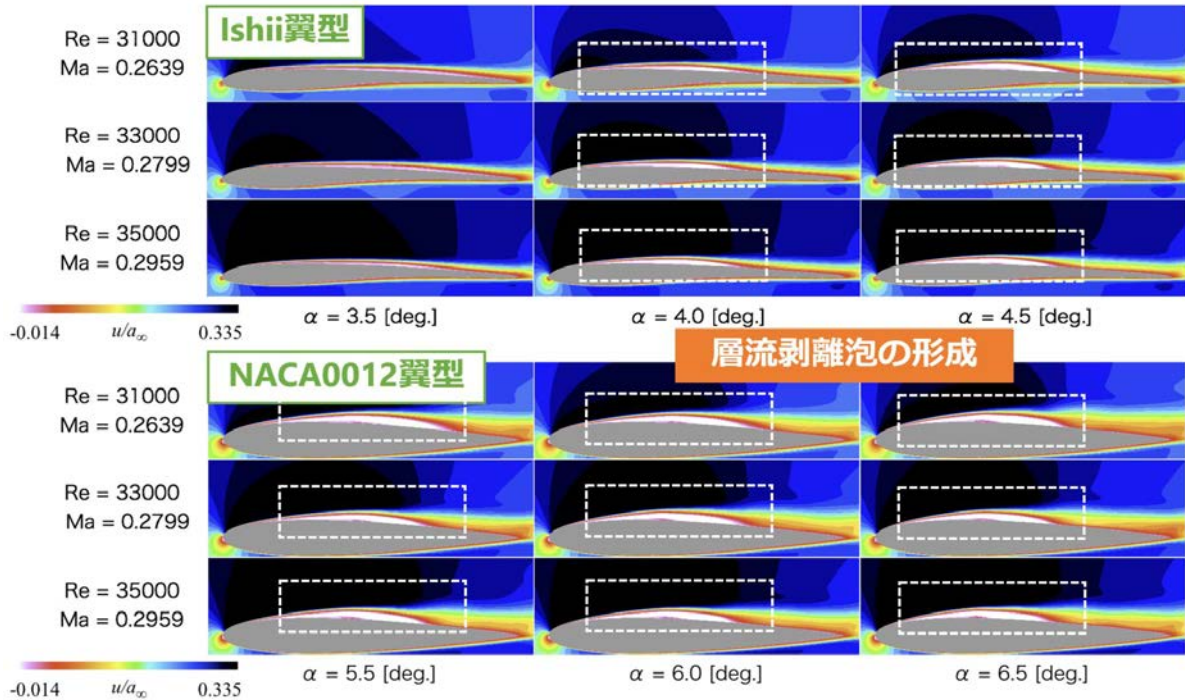 Ishii翼型
Re = 31000
Ma = 0.2639
Re = 33000
Ma = 0.2799
Re = 35000
Ma = 0.2959
-0.014 u/a∞ 0.335
α = 3.5 [deg.]
α = 4.0 [deg.]
α = 4.5 [deg.]
層流剥離泡の形成
NACA0012翼型
Re = 31000
Ma = 0.2639
Re = 33000
Ma = 0.2799
Re = 35000
Ma = 0.2959
-0.014 u/a∞ 0.335
α = 5.5 [deg.]
α = 6.0 [deg.]
α = 6.5 [deg.]